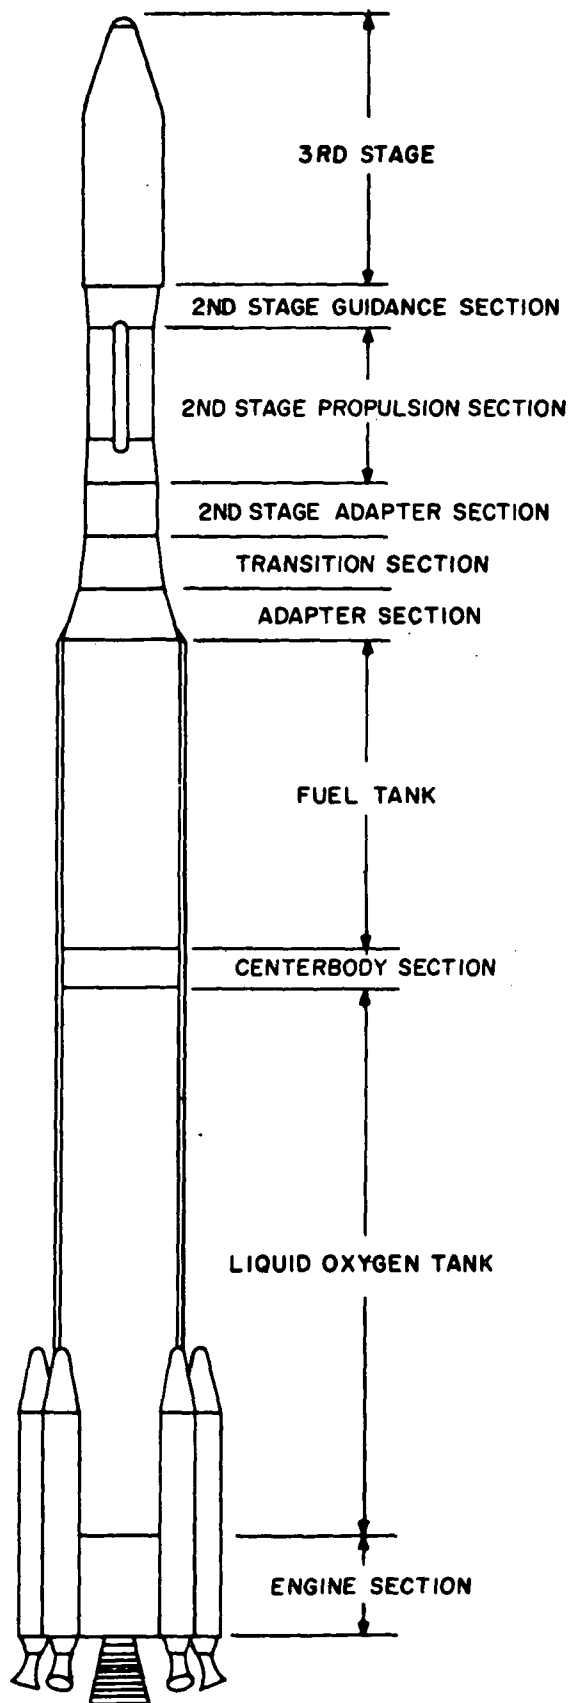 3RD STAGE
2ND STAGE GUIDANCE SECTION
2ND STAGE PROPULSION SECTION
2ND STAGE ADAPTER SECTION
TRANSITION SECTION
ADAPTER SECTION
FUEL TANK
CENTERBODY SECTION
LIQUID OXYGEN TANK
ENGINE SECTION